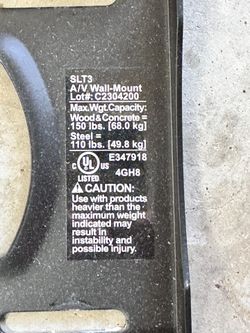 SLT3
A/V Wall-Mount
Lot#: C2304200
Max.Wgt.Capacity:
Wood&Concrete =
150 lbs. [68.0 kg]
Steel =
110 lbs. [49.8 kg]
E347918
C UL US
LISTED 4GH8
⚠ CAUTION:
Use with products
heavier than the
maximum weight
indicated may
result in
instability and
possible injury.